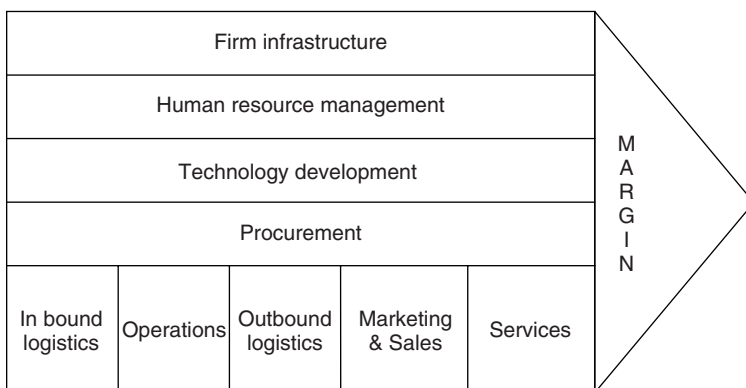 Firm infrastructure
Human resource management
Technology development
Procurement
In bound
logistics
Operations
Outbound
logistics
Marketing
& Sales
Services
M
A
R
G
I
N